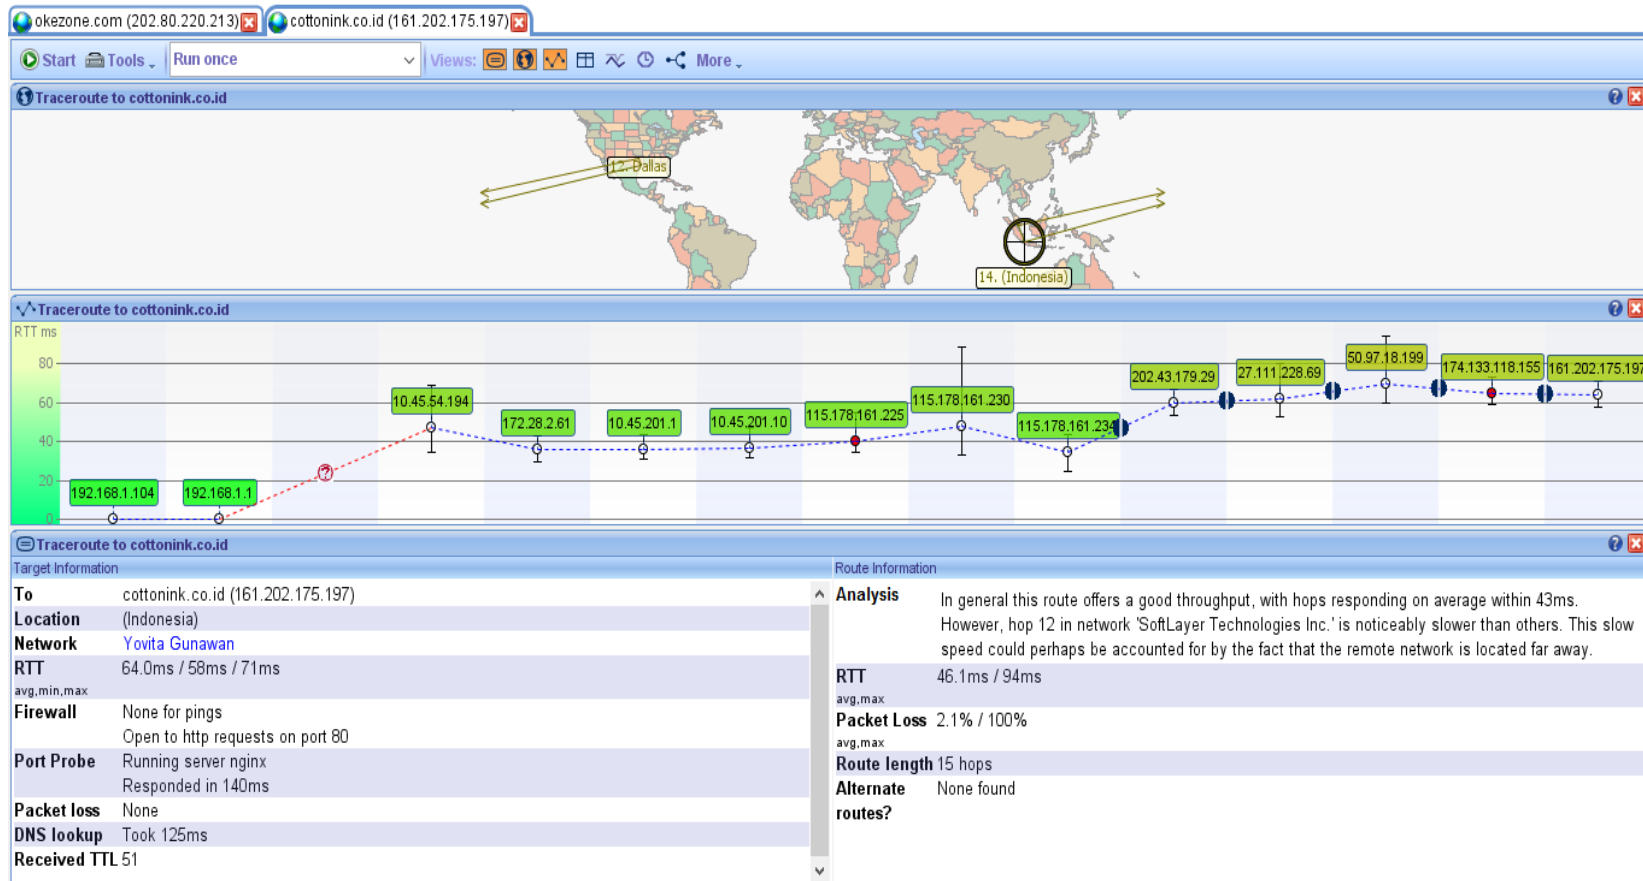 okezone.com (202.80.220.213)
cottonink.co.id (161.202.175.197)
Start Tools Run once Views: More
Traceroute to cottonink.co.id
12. Dallas
14. (Indonesia)
Traceroute to cottonink.co.id
RTT ms
80
60
40
20
0
192.168.1.104
192.168.1.1
?
10.45.54.194
172.28.2.61
10.45.201.1
10.45.201.10
115.178.161.225
115.178.161.230
115.178.161.234
202.43.179.29
27.111.228.69
50.97.18.199
174.133.118.155
161.202.175.197
Traceroute to cottonink.co.id
Target Information
To cottonink.co.id (161.202.175.197)
Location (Indonesia)
Network Yovita Gunawan
RTT 64.0ms / 58ms / 71ms
avg,min,max
Firewall None for pings
Open to http requests on port 80
Port Probe Running server nginx
Responded in 140ms
Packet loss None
DNS lookup Took 125ms
Received TTL 51
Route Information
Analysis In general this route offers a good throughput, with hops responding on average within 43ms.
However, hop 12 in network 'SoftLayer Technologies Inc.' is noticeably slower than others. This slow
speed could perhaps be accounted for by the fact that the remote network is located far away.
RTT 46.1ms / 94ms
avg,max
Packet Loss 2.1% / 100%
avg,max
Route length 15 hops
Alternate None found
routes?